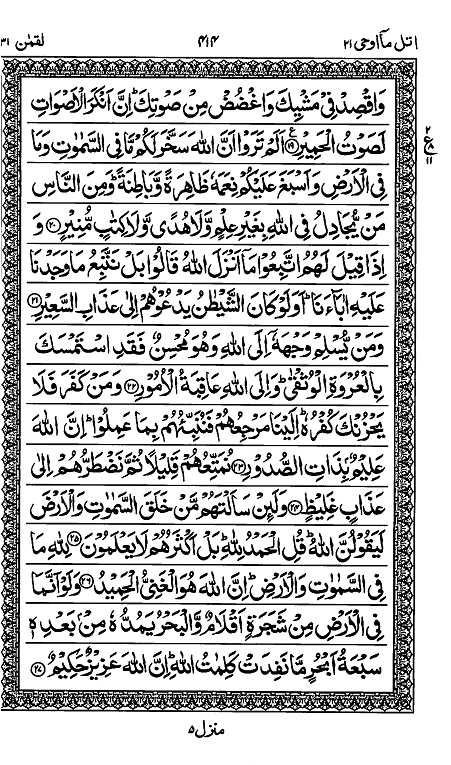 اتل ماۤاوحی ۲۱ ۴۱۴ لقمٰن ۳۱
وَاقْصِدْ فِیْ مَشْیِكَ وَاغْضُضْ مِنْ صَوْتِكَ ؕ اِنَّ اَنْكَرَ الْاَصْوَاتِ
لَصَوْتُ الْحَمِیْرِ ﴿۱۹﴾ ع اَلَمْ تَرَوْا اَنَّ اللّٰهَ سَخَّرَ لَكُمْ مَّا فِی السَّمٰوٰتِ وَمَا
۲
ع
۸
۱۱
فِی الْاَرْضِ وَاَسْبَغَ عَلَیْكُمْ نِعَمَهٗ ظَاهِرَةً وَّبَاطِنَةً ؕ وَمِنَ النَّاسِ
مَنْ یُّجَادِلُ فِی اللّٰهِ بِغَیْرِ عِلْمٍ وَّلَا هُدًی وَّلَا كِتٰبٍ مُّنِیْرٍ ﴿۲۰﴾ وَ
اِذَا قِیْلَ لَهُمُ اتَّبِعُوْا مَاۤ اَنْزَلَ اللّٰهُ قَالُوْا بَلْ نَتَّبِعُ مَا وَجَدْنَا
عَلَیْهِ اٰبَآءَنَا ؕ اَوَلَوْ كَانَ الشَّیْطٰنُ یَدْعُوْهُمْ اِلٰی عَذَابِ السَّعِیْرِ ﴿۲۱﴾
وَمَنْ یُّسْلِمْ وَجْهَهٗۤ اِلَی اللّٰهِ وَهُوَ مُحْسِنٌ فَقَدِ اسْتَمْسَكَ
بِالْعُرْوَةِ الْوُثْقٰی ؕ وَاِلَی اللّٰهِ عَاقِبَةُ الْاُمُوْرِ ﴿۲۲﴾ وَمَنْ كَفَرَ فَلَا
یَحْزُنْكَ كُفْرُهٗ ؕ اِلَیْنَا مَرْجِعُهُمْ فَنُنَبِّئُهُمْ بِمَا عَمِلُوْا ؕ اِنَّ اللّٰهَ
عَلِیْمٌۢ بِذَاتِ الصُّدُوْرِ ﴿۲۳﴾ نُمَتِّعُهُمْ قَلِیْلًا ثُمَّ نَضْطَرُّهُمْ اِلٰی
عَذَابٍ غَلِیْظٍ ﴿۲۴﴾ وَلَىِٕنْ سَاَلْتَهُمْ مَّنْ خَلَقَ السَّمٰوٰتِ وَالْاَرْضَ
لَیَقُوْلُنَّ اللّٰهُ ؕ قُلِ الْحَمْدُ لِلّٰهِ ؕ بَلْ اَكْثَرُهُمْ لَا یَعْلَمُوْنَ ﴿۲۵﴾ لِلّٰهِ مَا
فِی السَّمٰوٰتِ وَالْاَرْضِ ؕ اِنَّ اللّٰهَ هُوَ الْغَنِیُّ الْحَمِیْدُ ﴿۲۶﴾ وَلَوْ اَنَّمَا
فِی الْاَرْضِ مِنْ شَجَرَةٍ اَقْلَامٌ وَّالْبَحْرُ یَمُدُّهٗ مِنْۢ بَعْدِهٖ
سَبْعَةُ اَبْحُرٍ مَّا نَفِدَتْ كَلِمٰتُ اللّٰهِ ؕ اِنَّ اللّٰهَ عَزِیْزٌ حَكِیْمٌ ﴿۲۷﴾
منزل ۵